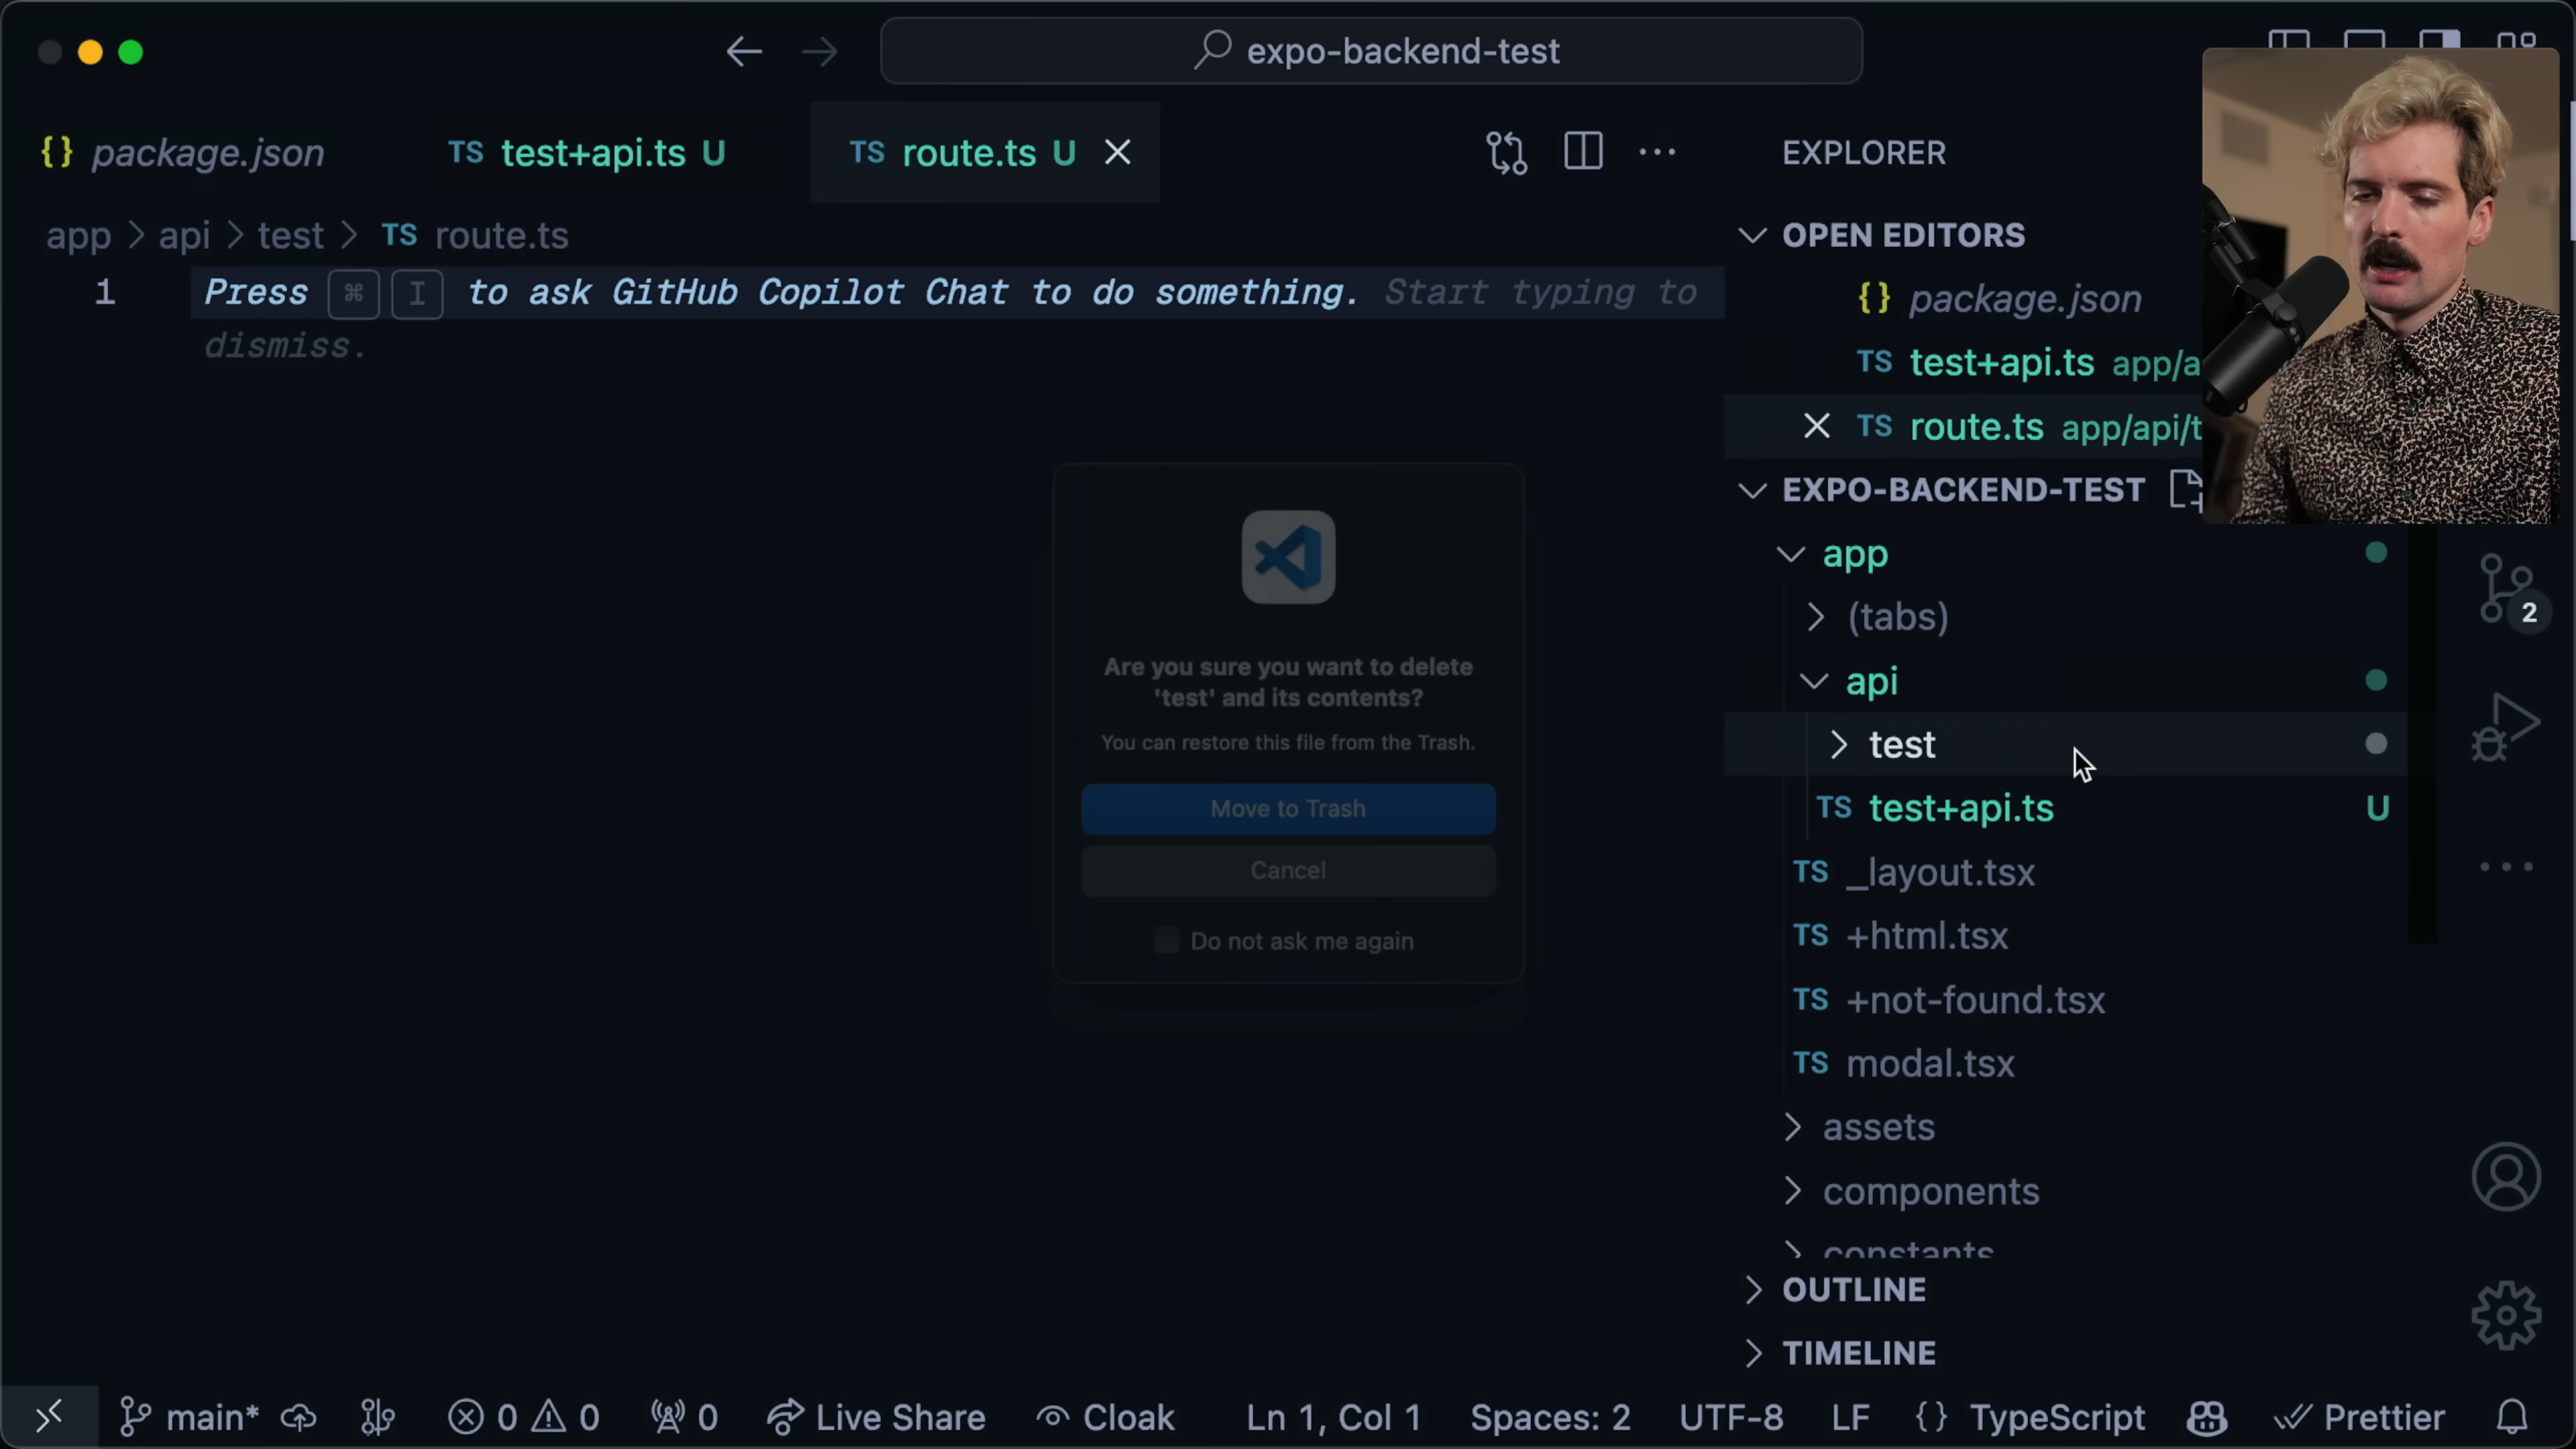 expo-backend-test
{} package.json
TS test+api.ts U
TS route.ts U
app > api > test > TS route.ts
1
Press ⌘ I to ask GitHub Copilot Chat to do something. Start typing to
dismiss.
Are you sure you want to delete
'test' and its contents?
You can restore this file from the Trash.
Move to Trash
Cancel
Do not ask me again
EXPLORER
OPEN EDITORS
{} package.json
TS test+api.ts app/a
TS route.ts app/api/t
EXPO-BACKEND-TEST
app
(tabs)
api
test
TS test+api.ts U
TS _layout.tsx
TS +html.tsx
TS +not-found.tsx
TS modal.tsx
assets
components
constants
OUTLINE
TIMELINE
2
main* 0 0 0 Live Share Cloak Ln 1, Col 1 Spaces: 2 UTF-8 LF {} TypeScript Prettier